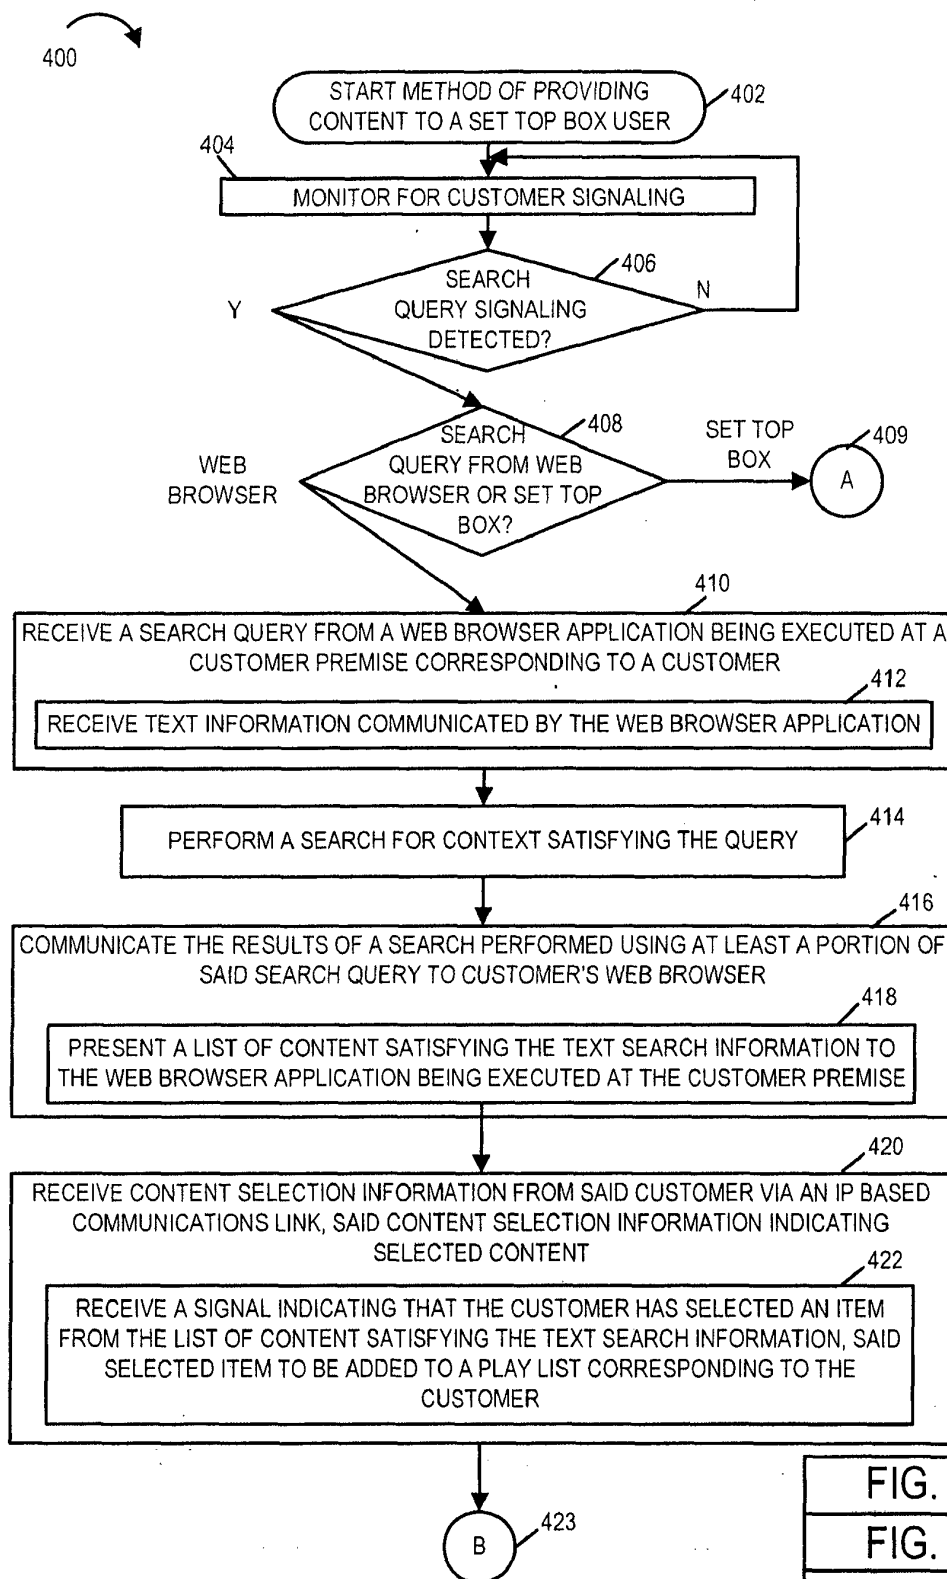 400
START METHOD OF PROVIDING
CONTENT TO A SET TOP BOX USER
402
404
MONITOR FOR CUSTOMER SIGNALING
406
SEARCH
QUERY SIGNALING
DETECTED?
Y
N
408
SEARCH
QUERY FROM WEB
BROWSER OR SET TOP
BOX?
WEB
BROWSER
SET TOP
BOX
409
A
410
RECEIVE A SEARCH QUERY FROM A WEB BROWSER APPLICATION BEING EXECUTED AT A
CUSTOMER PREMISE CORRESPONDING TO A CUSTOMER
412
RECEIVE TEXT INFORMATION COMMUNICATED BY THE WEB BROWSER APPLICATION
PERFORM A SEARCH FOR CONTEXT SATISFYING THE QUERY
414
416
COMMUNICATE THE RESULTS OF A SEARCH PERFORMED USING AT LEAST A PORTION OF
SAID SEARCH QUERY TO CUSTOMER'S WEB BROWSER
418
PRESENT A LIST OF CONTENT SATISFYING THE TEXT SEARCH INFORMATION TO
THE WEB BROWSER APPLICATION BEING EXECUTED AT THE CUSTOMER PREMISE
420
RECEIVE CONTENT SELECTION INFORMATION FROM SAID CUSTOMER VIA AN IP BASED
COMMUNICATIONS LINK, SAID CONTENT SELECTION INFORMATION INDICATING
SELECTED CONTENT
422
RECEIVE A SIGNAL INDICATING THAT THE CUSTOMER HAS SELECTED AN ITEM
FROM THE LIST OF CONTENT SATISFYING THE TEXT SEARCH INFORMATION, SAID
SELECTED ITEM TO BE ADDED TO A PLAY LIST CORRESPONDING TO THE
CUSTOMER
B
423
FIG.
FIG.